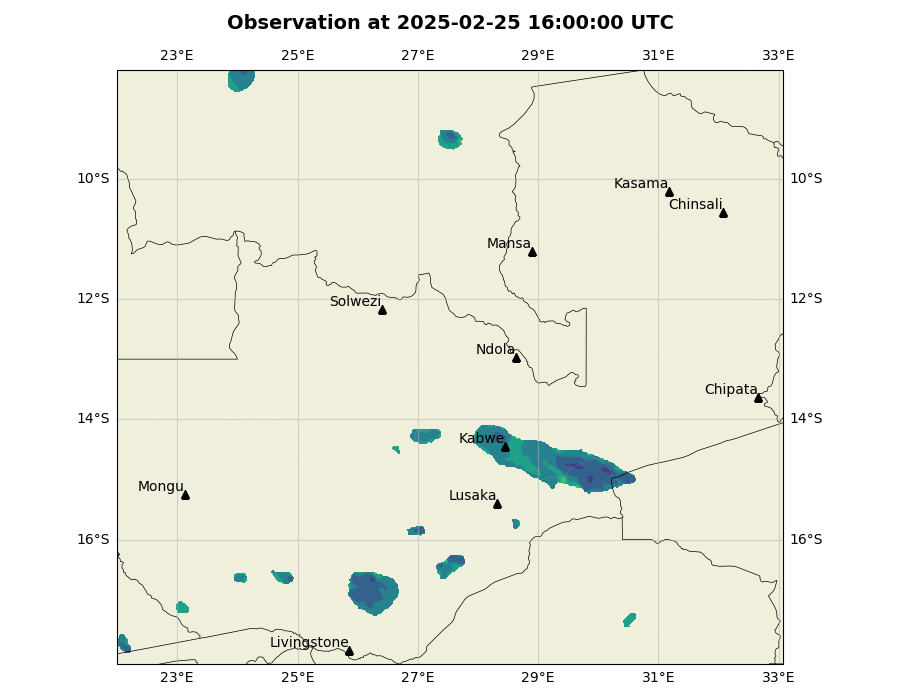 Observation at 2025-02-25 16:00:00 UTC
23°E 25°E 27°E 29°E 31°E 33°E
10°S 10°S
Kasama
Chinsali
Mansa
12°S 12°S
Solwezi
Ndola
Chipata
14°S 14°S
Kabwe
Mongu
Lusaka
16°S 16°S
Livingstone
23°E 25°E 27°E 29°E 31°E 33°E